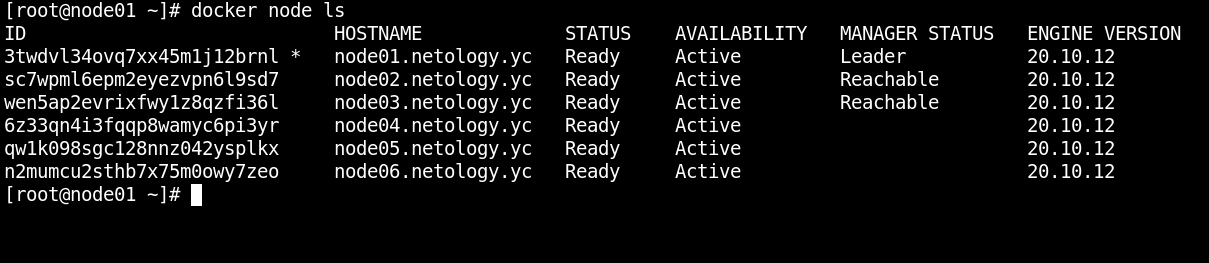 [root@node01 ~]# docker node ls
ID                            HOSTNAME             STATUS    AVAILABILITY   MANAGER STATUS   ENGINE VERSION
3twdvl34ovq7xx45m1j12brnl *   node01.netology.yc   Ready     Active         Leader           20.10.12
sc7wpml6epm2eyezvpn6l9sd7     node02.netology.yc   Ready     Active         Reachable        20.10.12
wen5ap2evrixfwy1z8qzfi36l     node03.netology.yc   Ready     Active         Reachable        20.10.12
6z33qn4i3fqqp8wamyc6pi3yr     node04.netology.yc   Ready     Active                          20.10.12
qw1k098sgc128nnz042ysplkx     node05.netology.yc   Ready     Active                          20.10.12
n2mumcu2sthb7x75m0owy7zeo     node06.netology.yc   Ready     Active                          20.10.12
[root@node01 ~]#